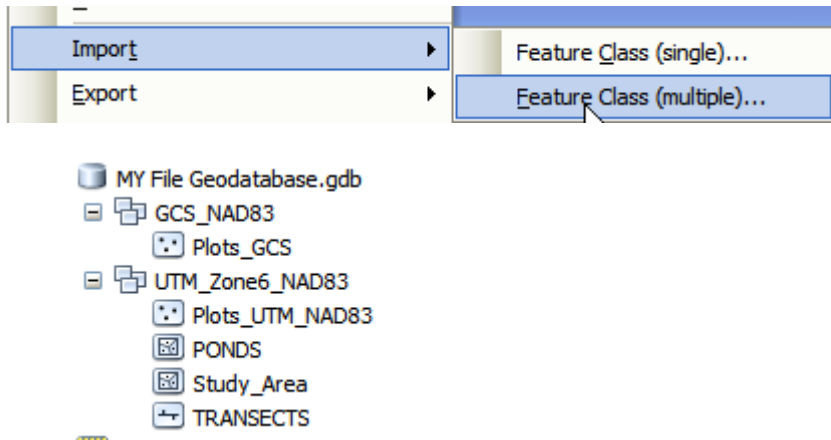 Import
Feature Class (single)...
Export
Feature Class (multiple)...
MY File Geodatabase.gdb
GCS_NAD83
Plots_GCS
UTM_Zone6_NAD83
Plots_UTM_NAD83
PONDS
Study_Area
TRANSECTS